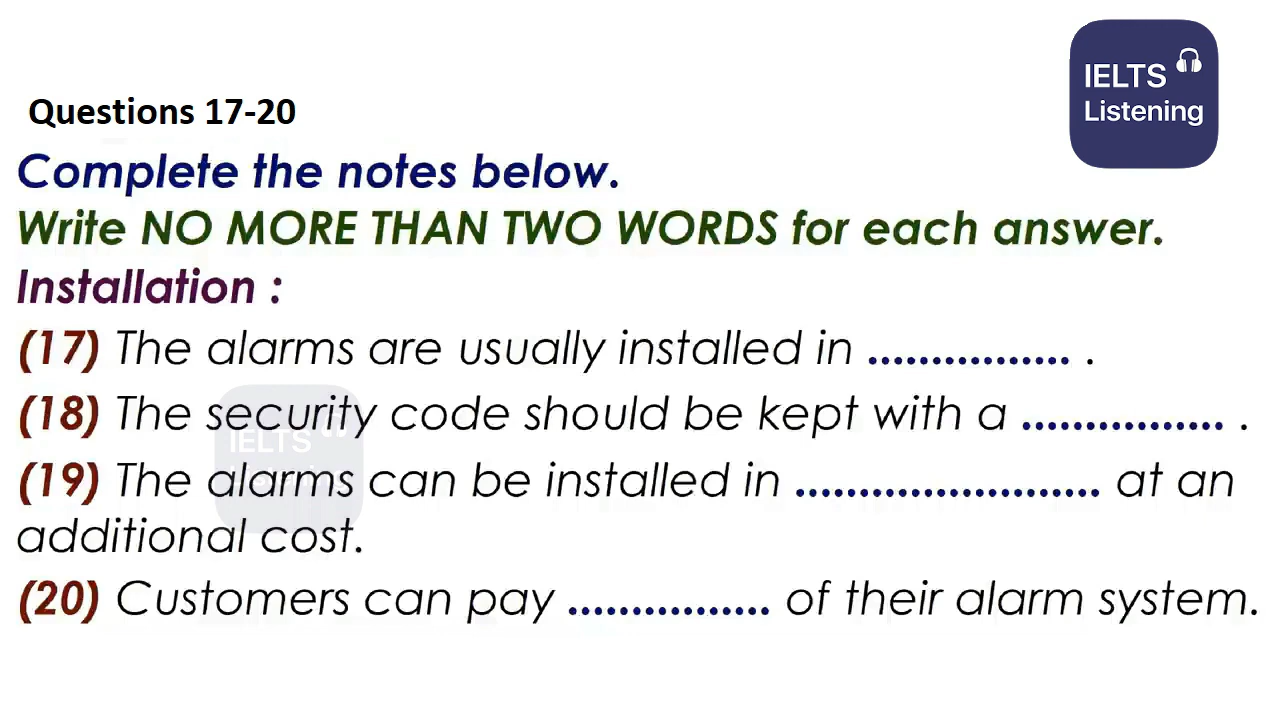 IELTS
Listening
Questions 17-20
Complete the notes below.
Write NO MORE THAN TWO WORDS for each answer.
Installation :
(17) The alarms are usually installed in ................ .
(18) The security code should be kept with a ................ .
IELTS
Listening
(19) The alarms can be installed in ........................ at an
additional cost.
(20) Customers can pay ................ of their alarm system.